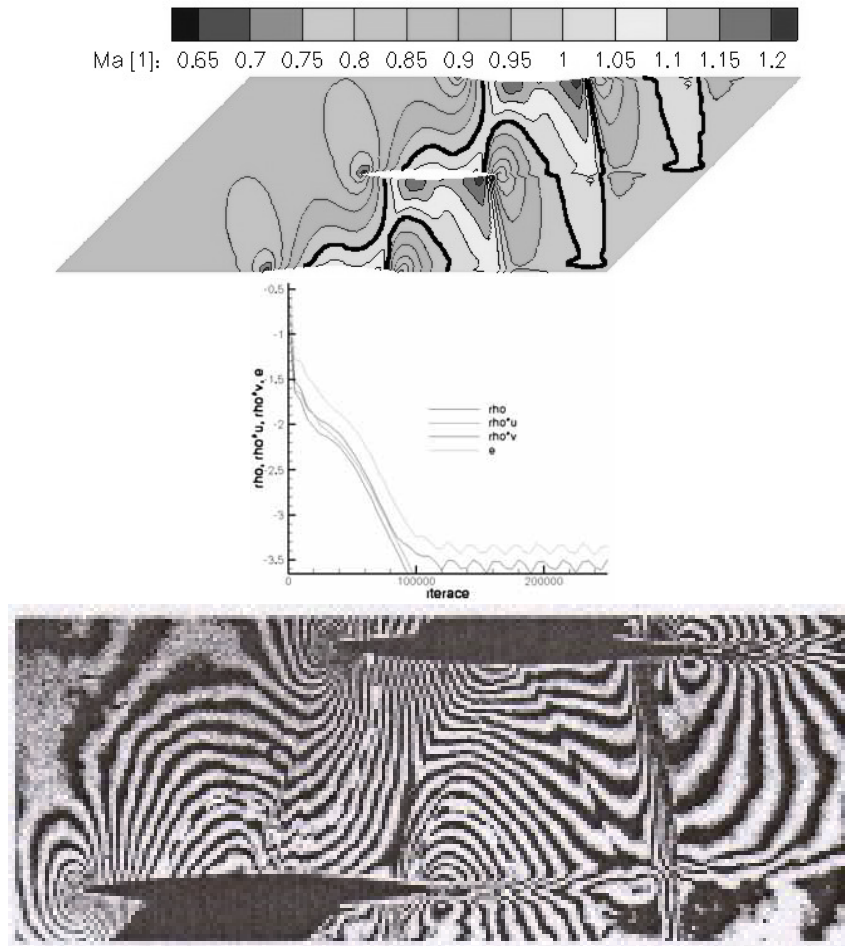 Ma [1]: 0.65 0.7 0.75 0.8 0.85 0.9 0.95 1 1.05 1.1 1.15 1.2
-0.5
-1
-1.5
-2
-2.5
-3
-3.5
rho, rho*u, rho*v, e
rho
rho*u
rho*v
e
0 100000 200000
iterace